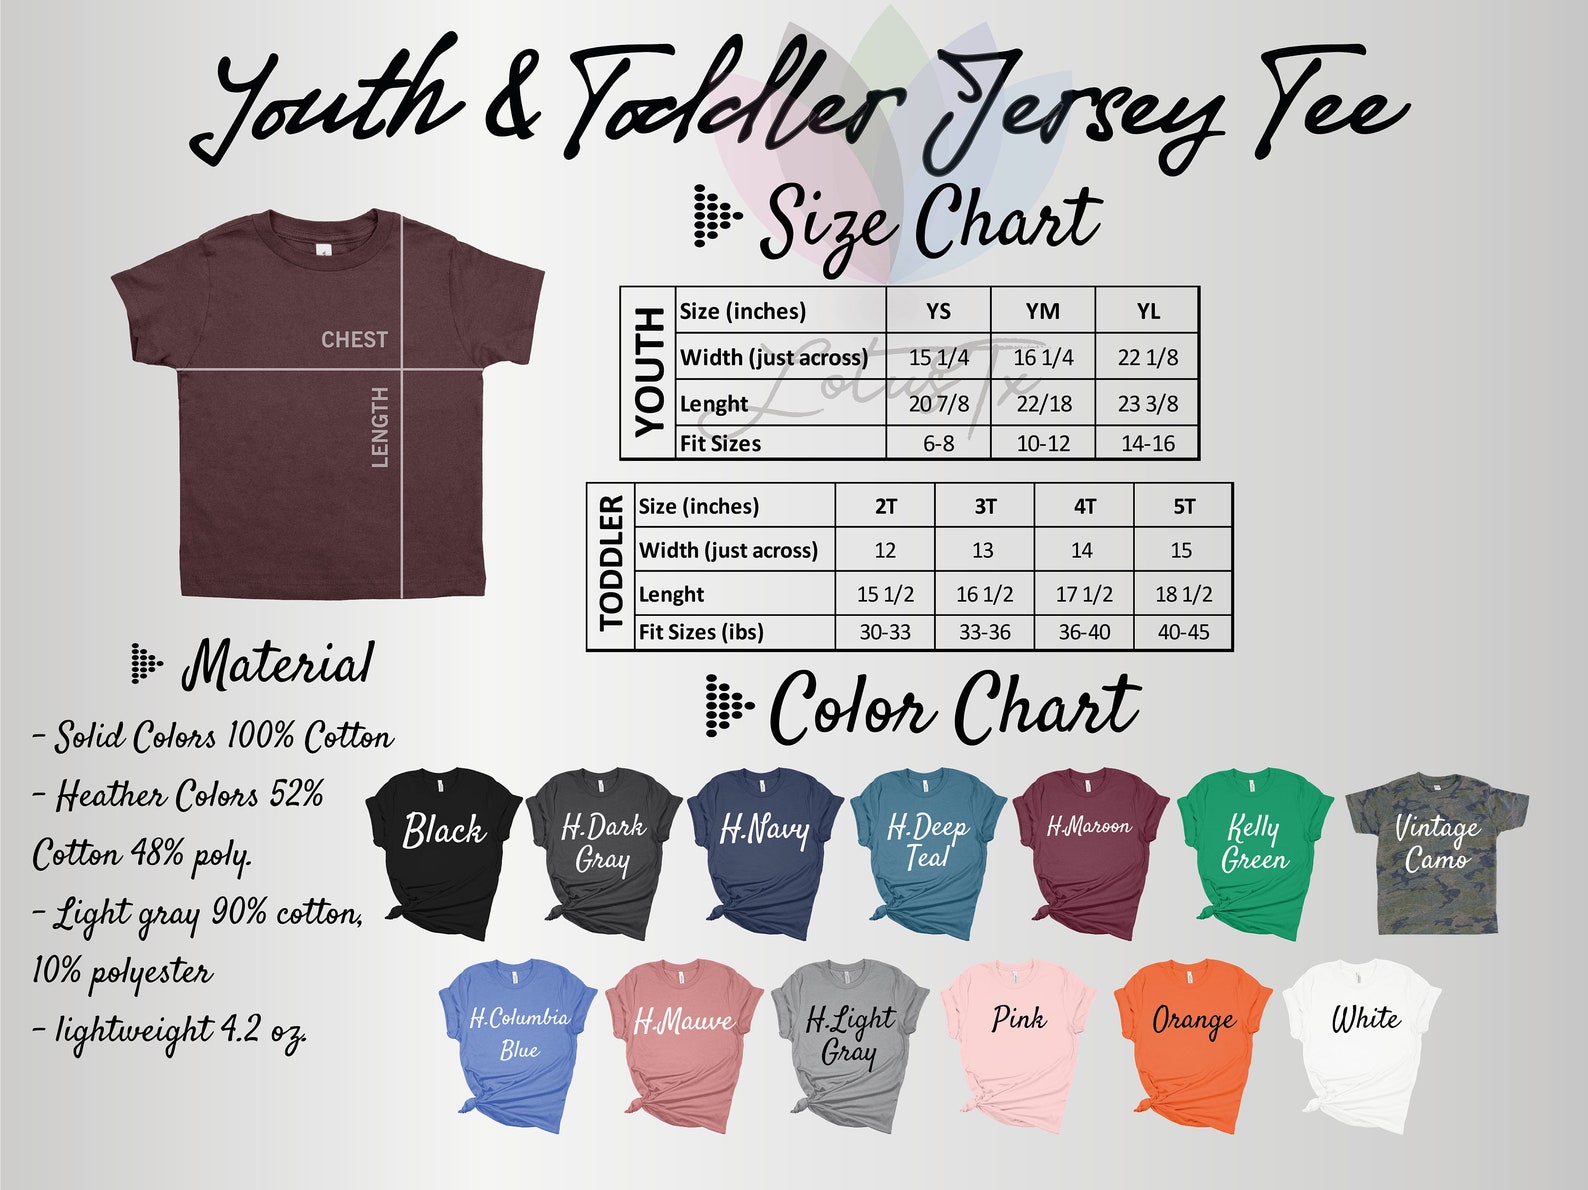 Youth & Toddler Jersey Tee
Size Chart
CHEST
LENGTH
YOUTH
Size (inches) YS YM YL
Width (just across) 15 1/4 16 1/4 22 1/8
Lenght 20 7/8 22/18 23 3/8
Fit Sizes 6-8 10-12 14-16
LotusTx
TODDLER
Size (inches) 2T 3T 4T 5T
Width (just across) 12 13 14 15
Lenght 15 1/2 16 1/2 17 1/2 18 1/2
Fit Sizes (ibs) 30-33 33-36 36-40 40-45
Material
- Solid Colors 100% Cotton
- Heather Colors 52%
Cotton 48% poly.
- Light gray 90% cotton,
10% polyester
- lightweight 4.2 oz.
Color Chart
Black
H.Dark
Gray
H.Navy
H.Deep
Teal
H.Maroon
Kelly
Green
Vintage
Camo
H.Columbia
Blue
H.Mauve
H.Light
Gray
Pink
Orange
White